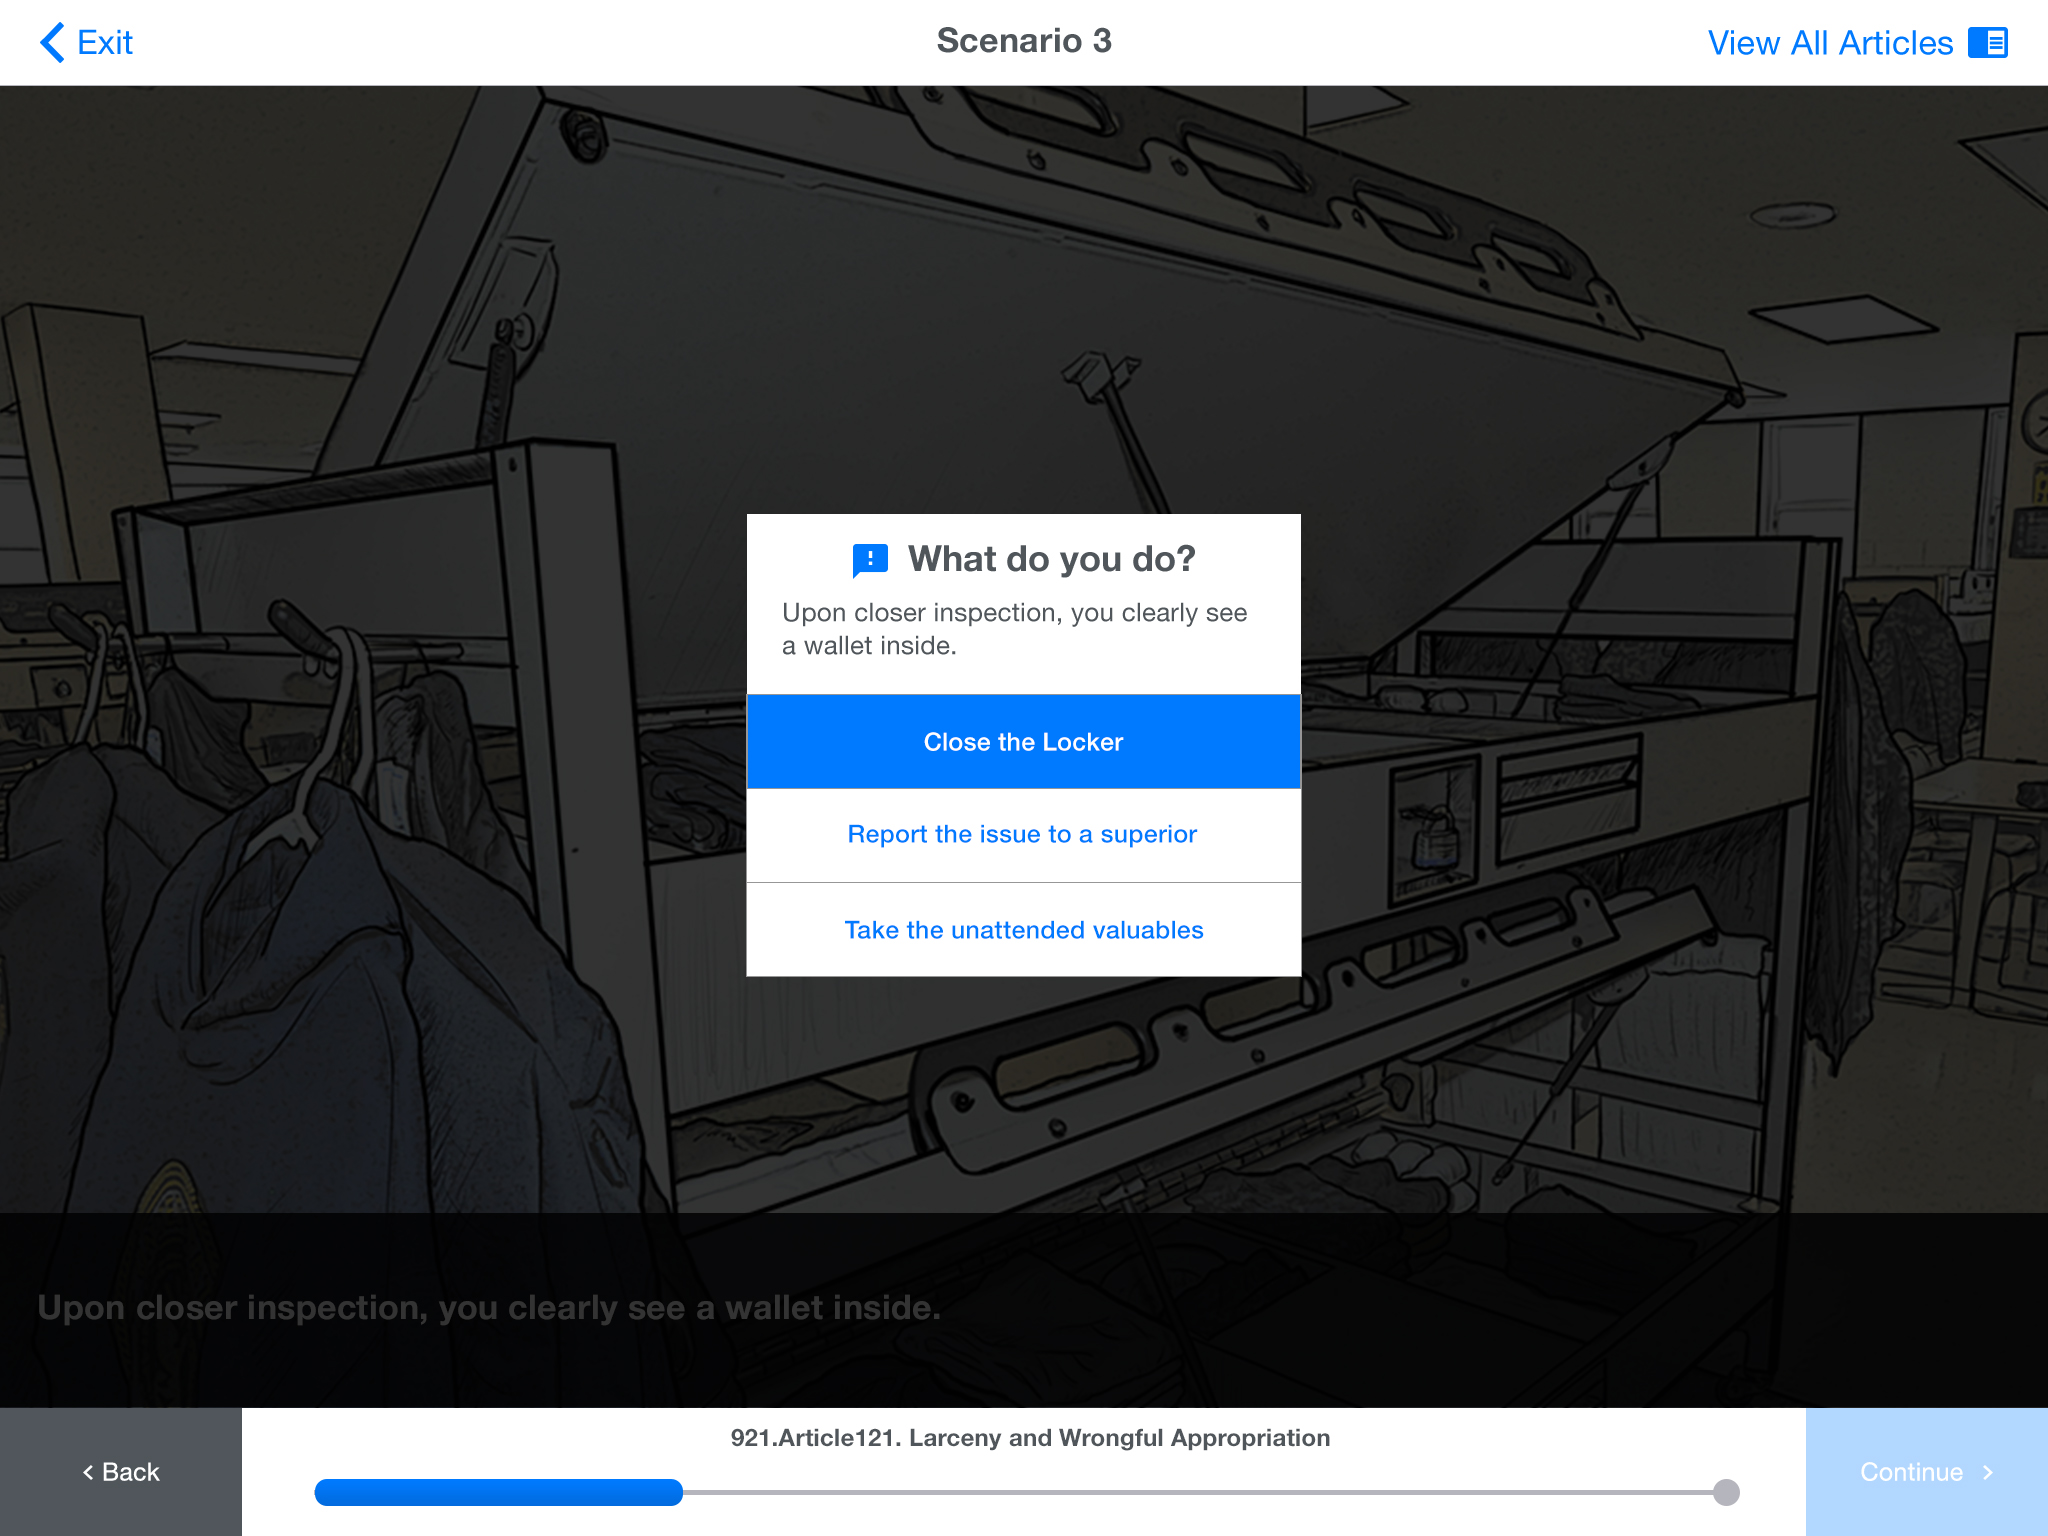 Exit
Scenario 3
View All Articles
What do you do?
Upon closer inspection, you clearly see
a wallet inside.
Close the Locker
Report the issue to a superior
Take the unattended valuables
Upon closer inspection, you clearly see a wallet inside.
921.Article121. Larceny and Wrongful Appropriation
< Back
Continue >